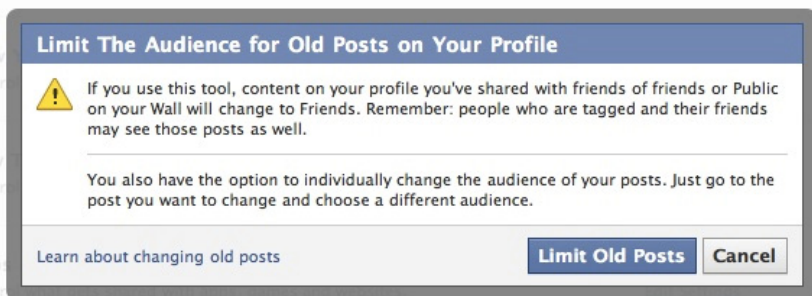 Limit The Audience for Old Posts on Your Profile
If you use this tool, content on your profile you've shared with friends of friends or Public
on your Wall will change to Friends. Remember: people who are tagged and their friends
may see those posts as well.
You also have the option to individually change the audience of your posts. Just go to the
post you want to change and choose a different audience.
Learn about changing old posts
Limit Old Posts
Cancel